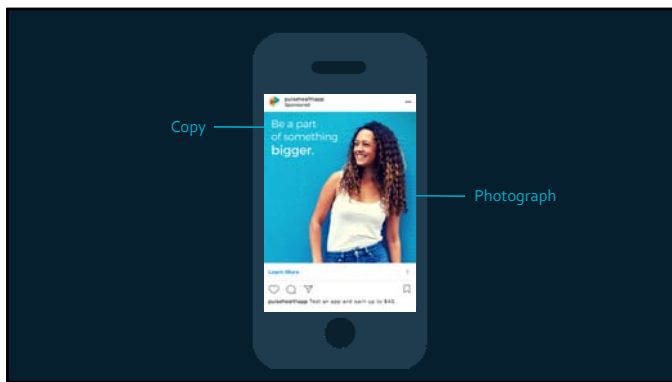 pulsehealthapp
Sponsored
Copy
Be a part
of something
bigger.
Photograph
Learn More
pulsehealthapp Test an app and earn up to $45